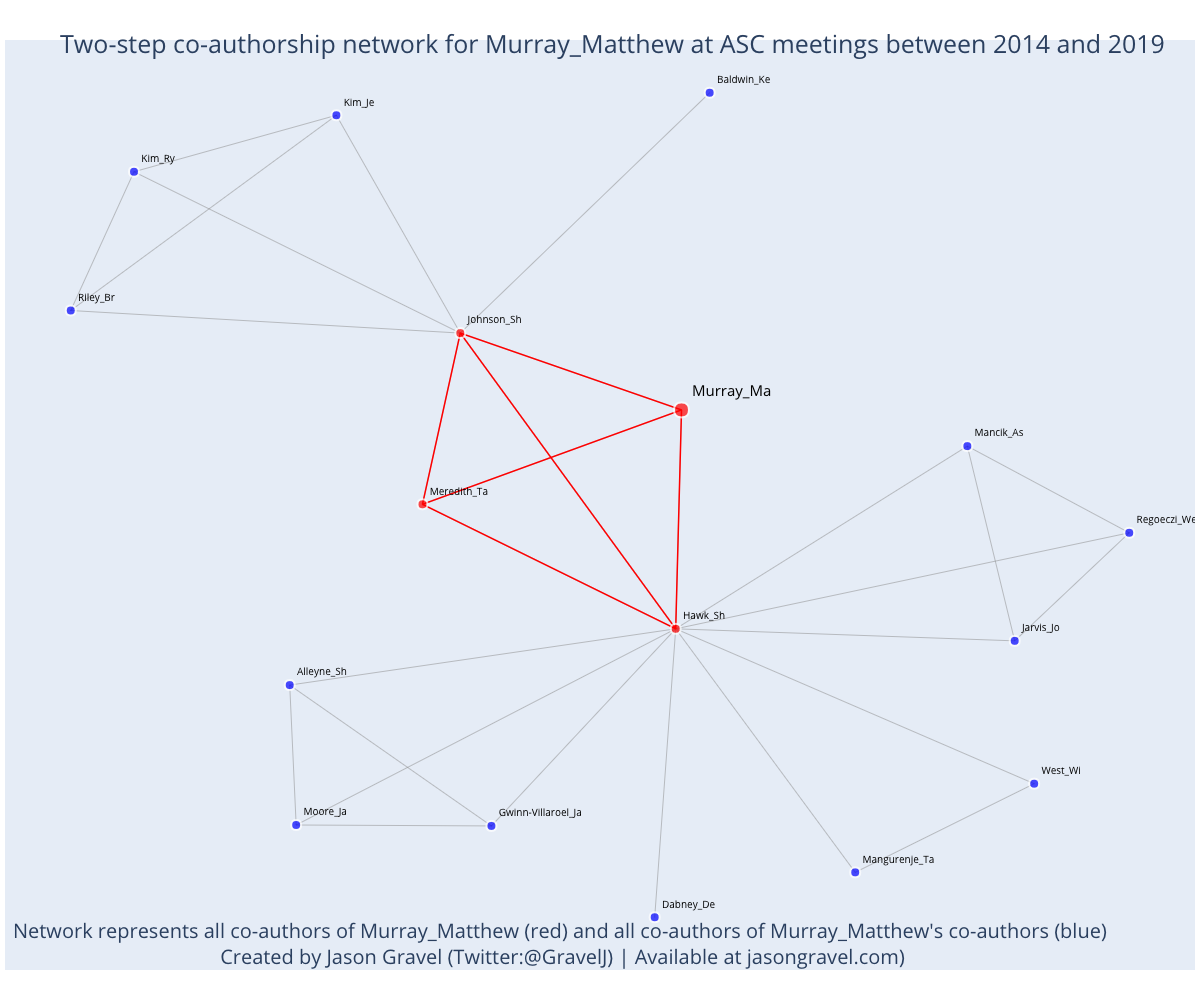 Two-step co-authorship network for Murray_Matthew at ASC meetings between 2014 and 2019
Baldwin_Ke
Kim_Je
Kim_Ry
Riley_Br
Johnson_Sh
Murray_Ma
Mancik_As
Meredith_Ta
Regoeczi_We
Hawk_Sh
Jarvis_Jo
Alleyne_Sh
West_Wi
Moore_Ja
Gwinn-Villaroel_Ja
Mangurenje_Ta
Dabney_De
Network represents all co-authors of Murray_Matthew (red) and all co-authors of Murray_Matthew's co-authors (blue)
Created by Jason Gravel (Twitter:@GravelJ) | Available at jasongravel.com)